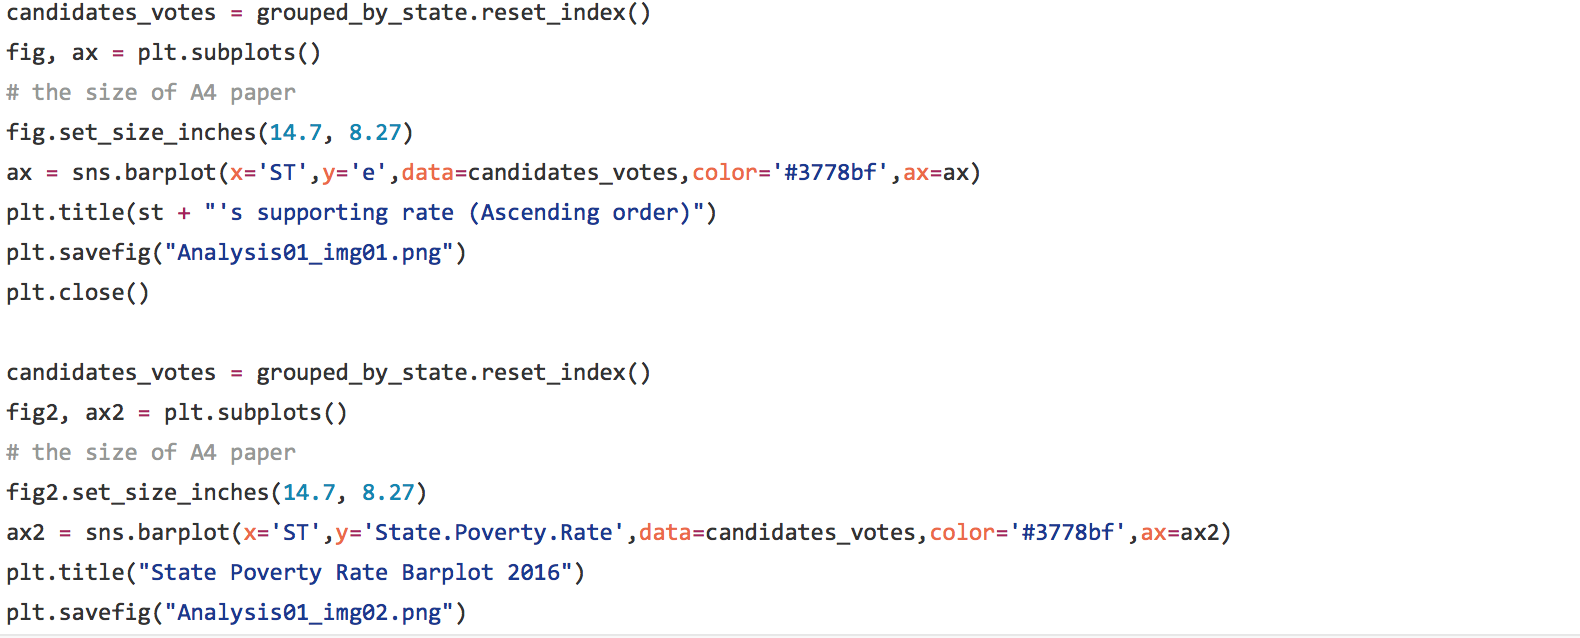 candidates_votes = grouped_by_state.reset_index()
fig, ax = plt.subplots()
# the size of A4 paper
fig.set_size_inches(14.7, 8.27)
ax = sns.barplot(x='ST',y='e',data=candidates_votes,color='#3778bf',ax=ax)
plt.title(st + "'s supporting rate (Ascending order)")
plt.savefig("Analysis01_img01.png")
plt.close()

candidates_votes = grouped_by_state.reset_index()
fig2, ax2 = plt.subplots()
# the size of A4 paper
fig2.set_size_inches(14.7, 8.27)
ax2 = sns.barplot(x='ST',y='State.Poverty.Rate',data=candidates_votes,color='#3778bf',ax=ax2)
plt.title("State Poverty Rate Barplot 2016")
plt.savefig("Analysis01_img02.png")